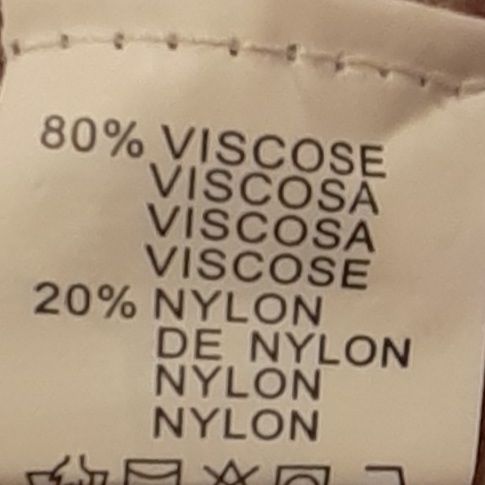 80% VISCOSE
VISCOSA
VISCOSA
VISCOSE
20% NYLON
DE NYLON
NYLON
NYLON